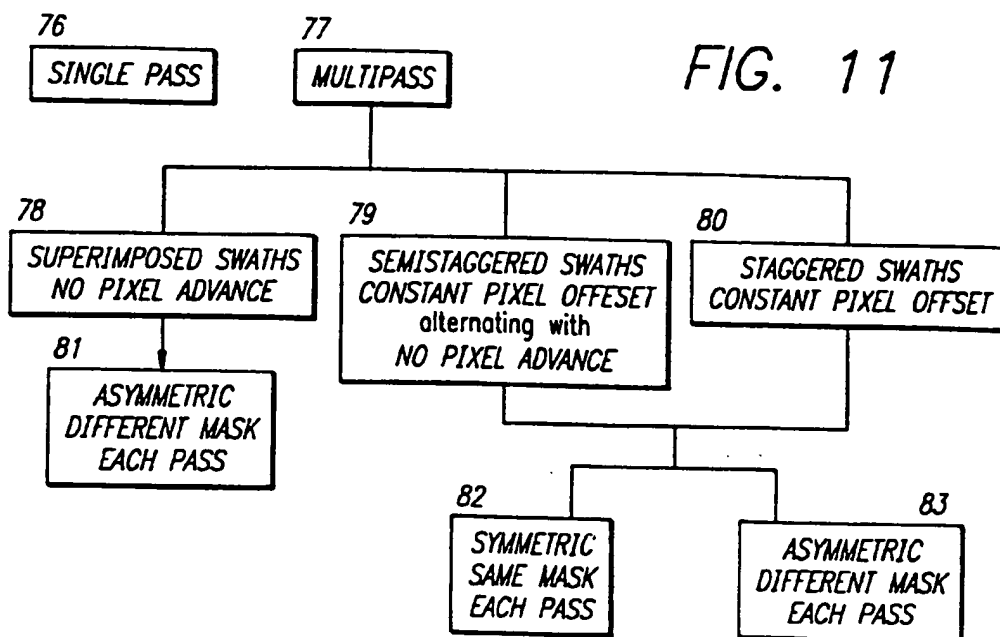 76
SINGLE PASS
77
MULTIPASS
FIG. 11
78
SUPERIMPOSED SWATHS
NO PIXEL ADVANCE
79
SEMISTAGGERED SWATHS
CONSTANT PIXEL OFFESET
alternating with
NO PIXEL ADVANCE
80
STAGGERED SWATHS
CONSTANT PIXEL OFFSET
81
ASYMMETRIC
DIFFERENT MASK
EACH PASS
82
SYMMETRIC
SAME MASK
EACH PASS
83
ASYMMETRIC
DIFFERENT MASK
EACH PASS